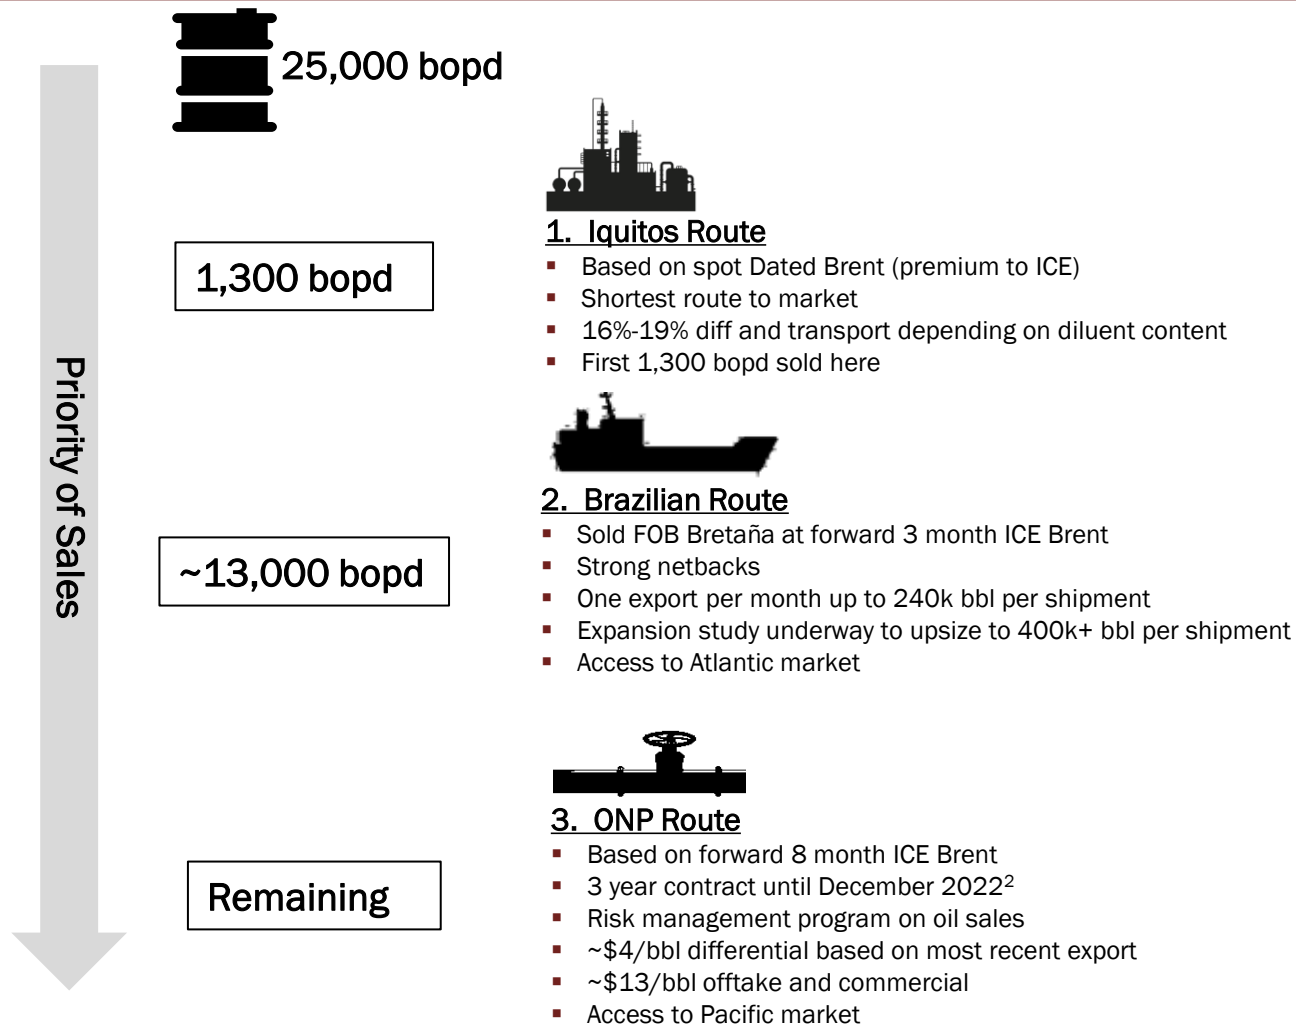 25,000 bopd
Priority of Sales
1,300 bopd
1. Iquitos Route
▪ Based on spot Dated Brent (premium to ICE)
▪ Shortest route to market
▪ 16%-19% diff and transport depending on diluent content
▪ First 1,300 bopd sold here
~13,000 bopd
2. Brazilian Route
▪ Sold FOB Bretaña at forward 3 month ICE Brent
▪ Strong netbacks
▪ One export per month up to 240k bbl per shipment
▪ Expansion study underway to upsize to 400k+ bbl per shipment
▪ Access to Atlantic market
Remaining
3. ONP Route
▪ Based on forward 8 month ICE Brent
▪ 3 year contract until December 2022²
▪ Risk management program on oil sales
▪ ~$4/bbl differential based on most recent export
▪ ~$13/bbl offtake and commercial
▪ Access to Pacific market